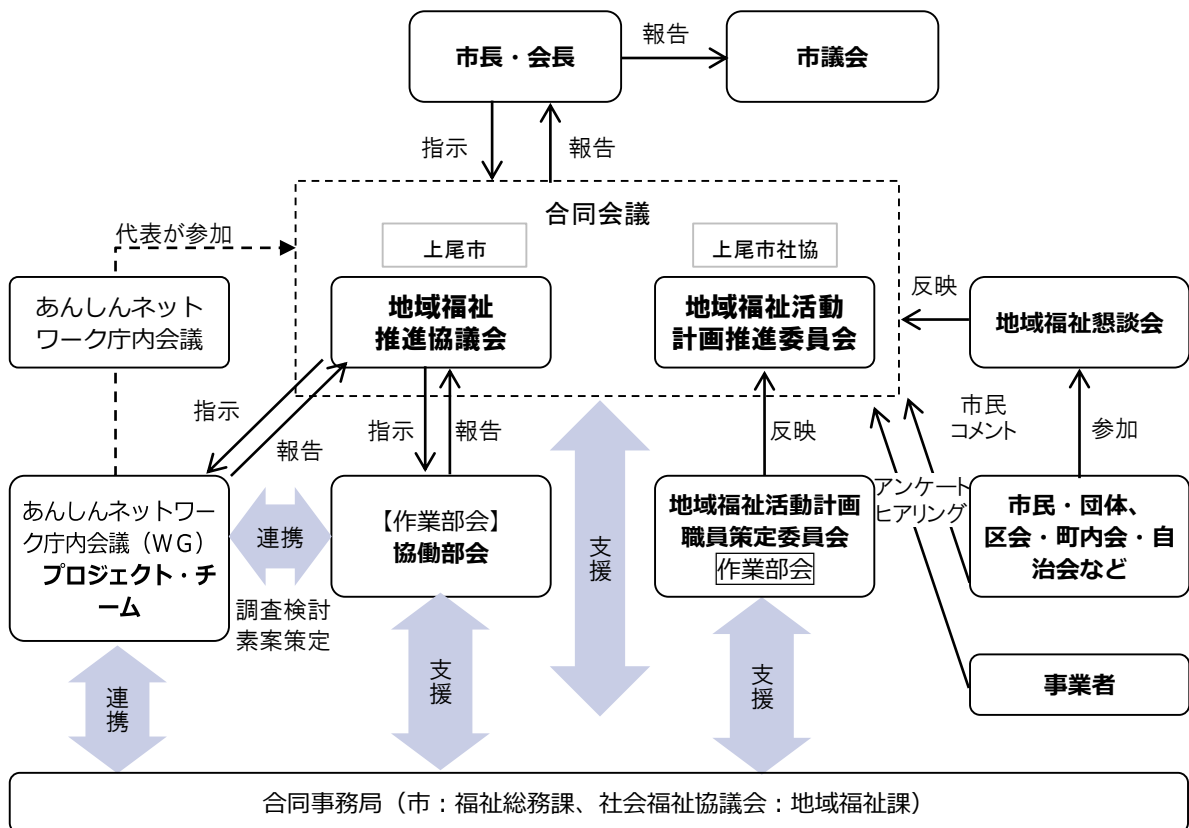 市長・会長
報告
市議会
指示
報告
合同会議
代表が参加
上尾市
上尾市社協
あんしんネット
ワーク庁内会議
地域福祉
推進協議会
地域福祉活動
計画推進委員会
反映
地域福祉懇談会
指示
報告
指示
報告
反映
市民
コメント
参加
アンケート
ヒアリング
あんしんネットワー
ク庁内会議（ＷＧ）
プロジェクト・チ
ーム
連携
【作業部会】
協働部会
支援
地域福祉活動計画
職員策定委員会
作業部会
市民・団体、
区会・町内会・自
治会など
調査検討
素案策定
連携
支援
支援
事業者
合同事務局（市：福祉総務課、社会福祉協議会：地域福祉課）